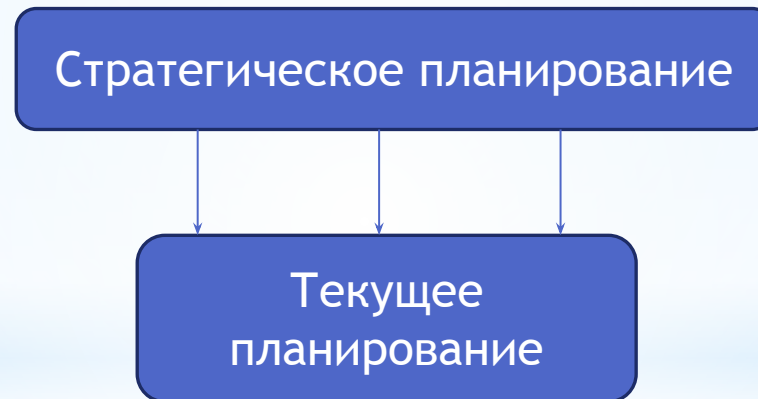 Стратегическое планирование
Текущее
планирование